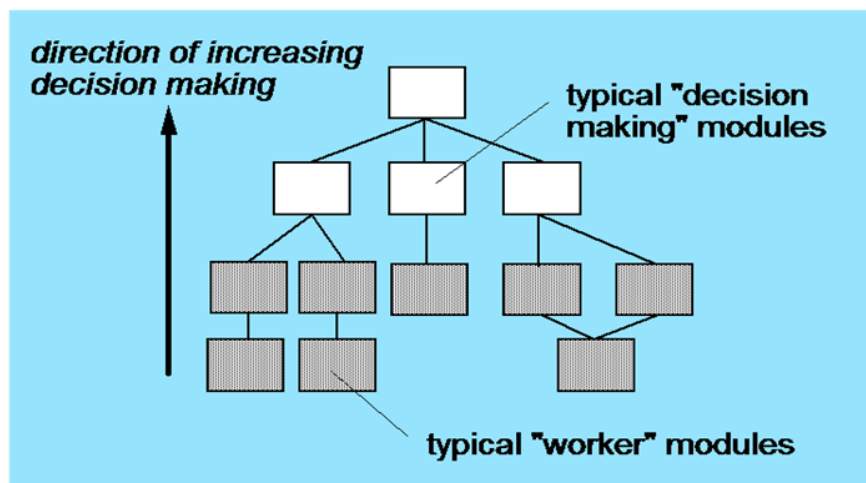 direction of increasing
decision making
typical "decision
making" modules
typical "worker" modules